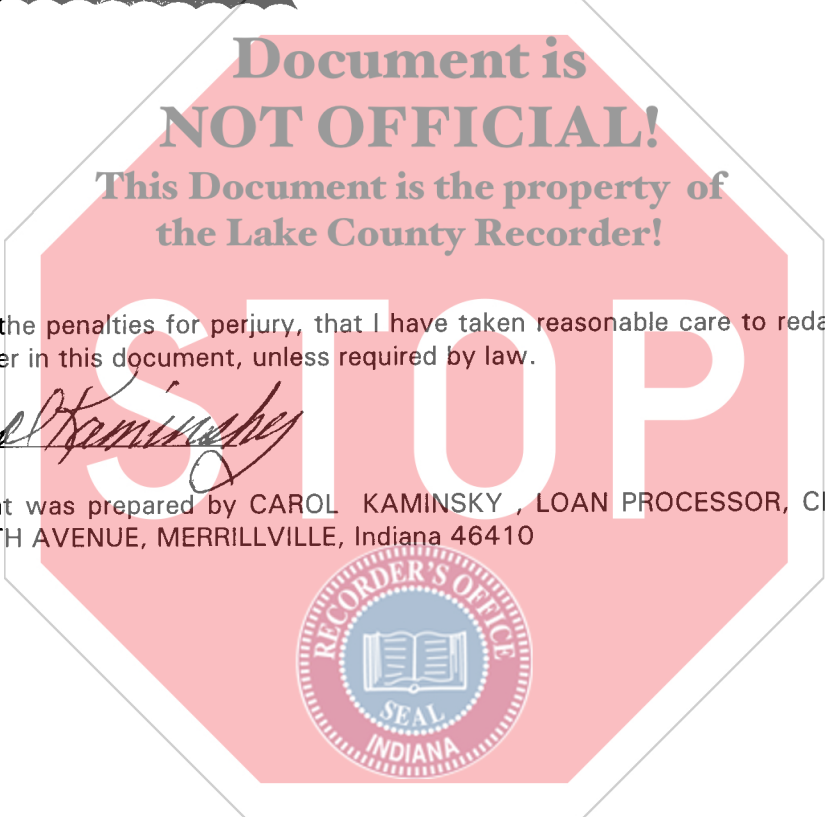 Document is
NOT OFFICIAL!
This Document is the property of
the Lake County Recorder!
STOP
the penalties for perjury, that I have taken reasonable care to reda
er in this document, unless required by law.
Kaminsky
t was prepared by CAROL KAMINSKY , LOAN PROCESSOR, C
TH AVENUE, MERRILLVILLE, Indiana 46410
RECORDER'S OFFICE
SEAL
INDIANA